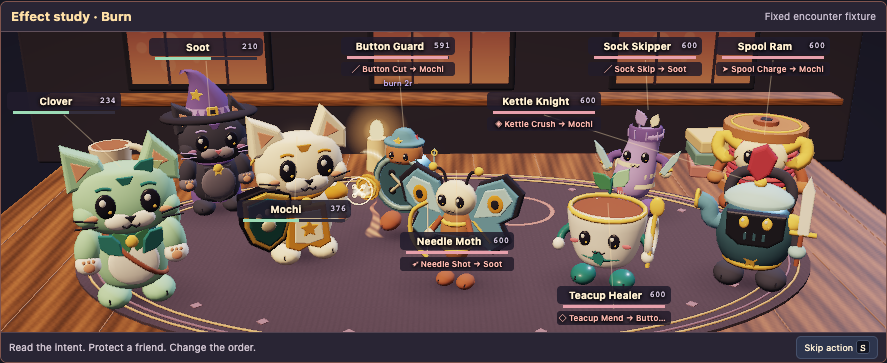 Effect study · Burn
Fixed encounter fixture
Soot 210
Button Guard 591
Button Cut → Mochi
burn 2r
Sock Skipper 600
Sock Skip → Soot
Spool Ram 600
Spool Charge → Mochi
Clover 234
Kettle Knight 600
Kettle Crush → Mochi
Mochi 376
Needle Moth 600
Needle Shot → Soot
Teacup Healer 600
Teacup Mend → Butto...
Read the intent. Protect a friend. Change the order.
Skip action S